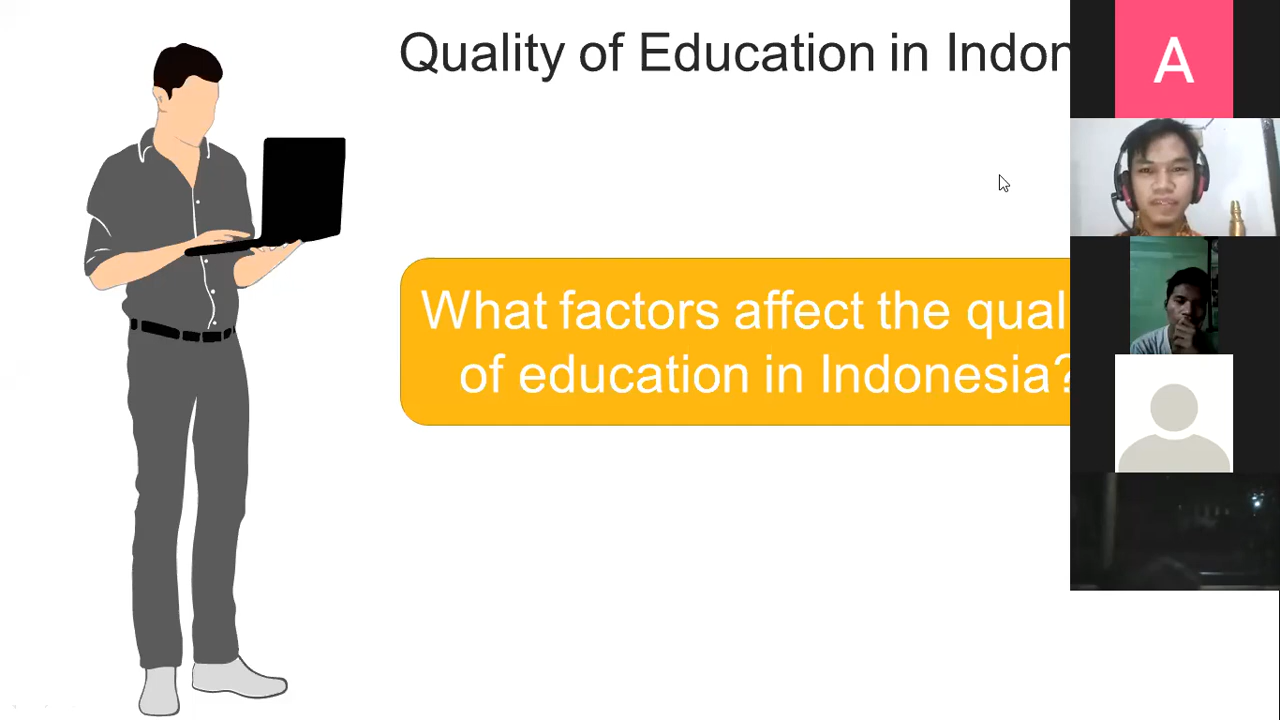 Quality of Education in Indon
What factors affect the qual
of education in Indonesia?
A